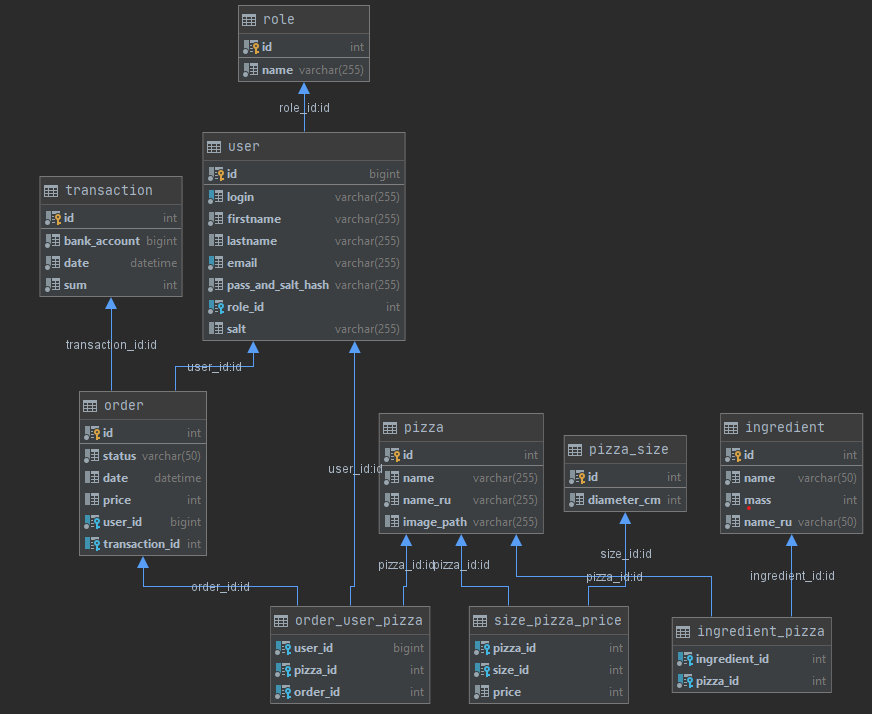 role
id int
name varchar(255)
role_id:id
user
id bigint
login varchar(255)
firstname varchar(255)
lastname varchar(255)
email varchar(255)
pass_and_salt_hash varchar(255)
role_id int
salt varchar(255)
transaction
id int
bank_account bigint
date datetime
sum int
transaction_id:id
user_id:id
order
id int
status varchar(50)
date datetime
price int
user_id bigint
transaction_id int
user_id:id
pizza
id int
name varchar(255)
name_ru varchar(255)
image_path varchar(255)
pizza_size
id int
diameter_cm int
ingredient
id int
name varchar(50)
mass int
name_ru varchar(50)
order_id:id
pizza_id:id
pizza_id:id
size_id:id
pizza_id:id
ingredient_id:id
order_user_pizza
user_id bigint
pizza_id int
order_id int
size_pizza_price
pizza_id int
size_id int
price int
ingredient_pizza
ingredient_id int
pizza_id int